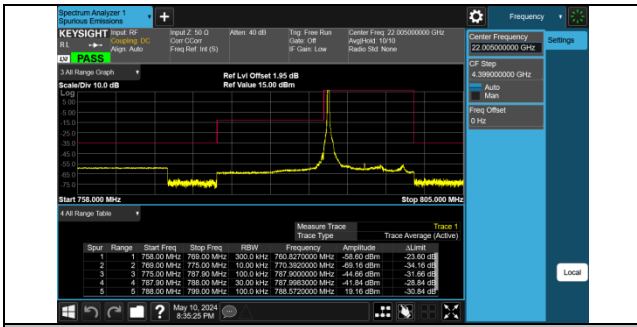 Spectrum Analyzer 1
Spurious Emissions
Frequency
KEYSIGHT
Input: RF
Input Z: 50 Ω
Atten: 40 dB
Trig: Free Run
Center Freq: 22.005000000 GHz
RL
Coupling: DC
Corr CCorr
Gate: Off
Avg|Hold: 10/10
Align: Auto
Freq Ref: Int (S)
IF Gain: Low
Radio Std: None
LXI PASS
Center Frequency
22.005000000 GHz
Settings
CF Step
4.399000000 GHz
Auto
Man
Freq Offset
0 Hz
Local
3 All Range Graph
Scale/Div 10.0 dB
Ref Lvl Offset 1.95 dB
Ref Value 15.00 dBm
Log
5.00
-5.00
-15.0
-25.0
-35.0
-45.0
-55.0
-65.0
-75.0
Start 758.000 MHz
Stop 805.000 MHz
4 All Range Table
Measure Trace Trace 1
Trace Type Trace Average (Active)
Spur Range Start Freq Stop Freq RBW Frequency Amplitude ΔLimit
1 1 758.00 MHz 769.00 MHz 300.0 kHz 760.8270000 MHz -58.60 dBm -23.60 dB
2 2 769.00 MHz 775.00 MHz 10.00 kHz 770.3920000 MHz -69.16 dBm -34.16 dB
3 3 775.00 MHz 787.90 MHz 100.0 kHz 787.9000000 MHz -44.66 dBm -31.66 dB
4 4 787.90 MHz 788.00 MHz 30.00 kHz 787.9983000 MHz -41.84 dBm -28.84 dB
5 5 788.00 MHz 799.00 MHz 100.0 kHz 788.5720000 MHz 19.16 dBm -30.84 dB
?
May 10, 2024
8:35:25 PM